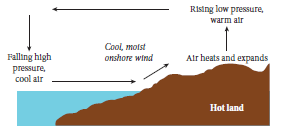 Rising low pressure,
warm air
Cool, moist
onshore wind
Falling high
pressure,
cool air
Air heats and expands
Hot land